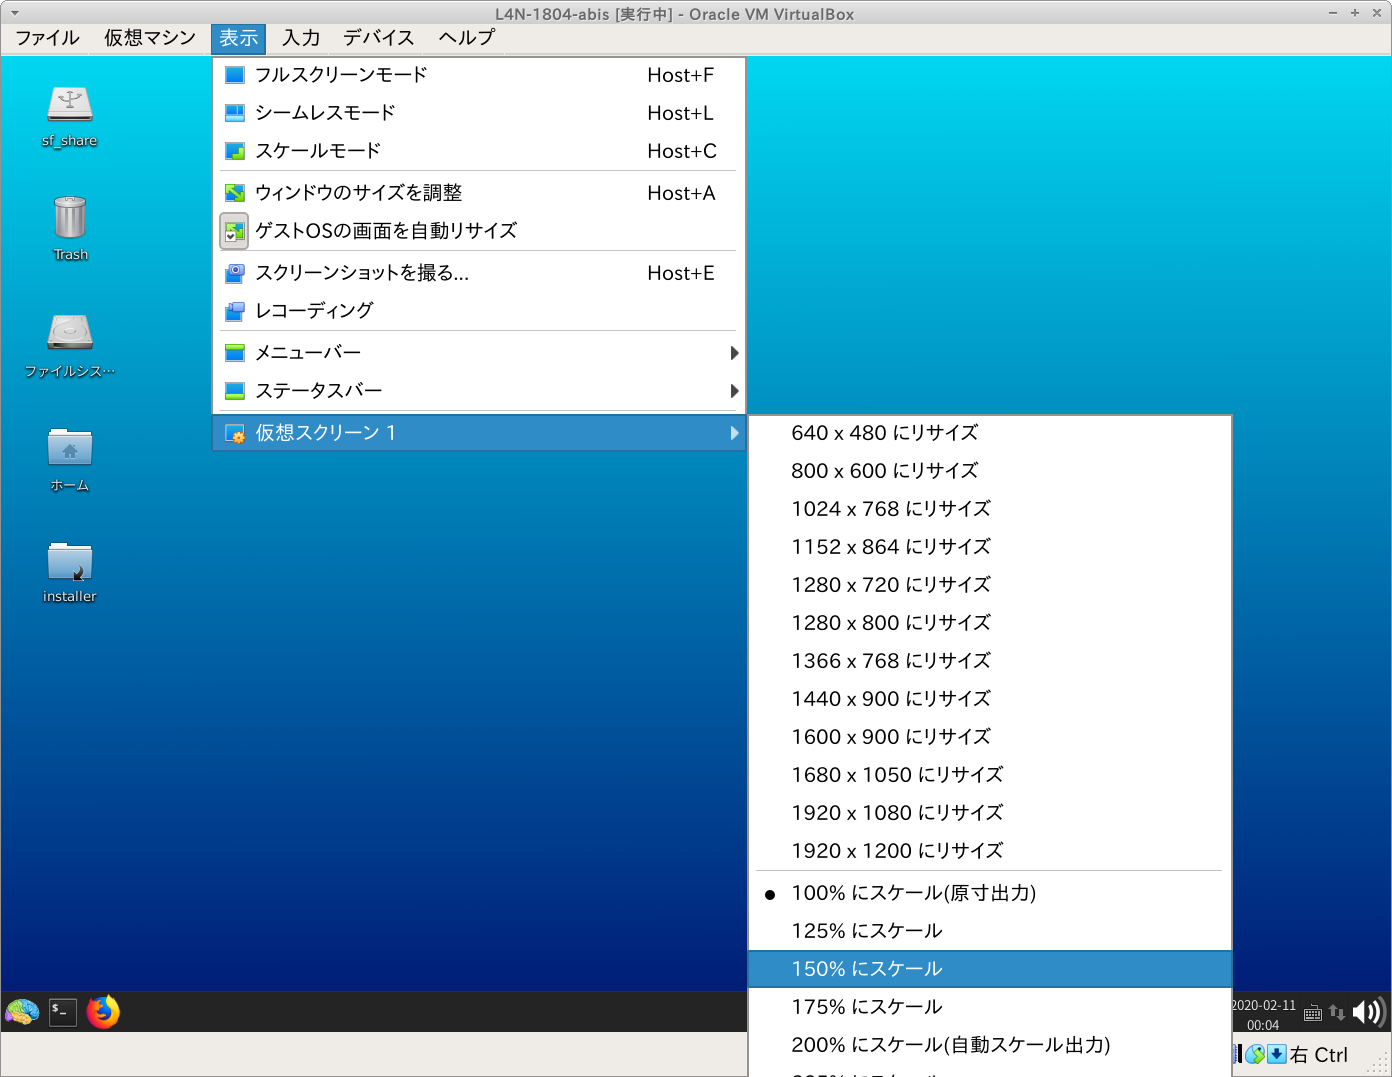 L4N-1804-abis [実行中] - Oracle VM VirtualBox
ファイル 仮想マシン 表示 入力 デバイス ヘルプ
sf_share
Trash
ファイルシス…
ホーム
installer
フルスクリーンモード Host+F
シームレスモード Host+L
スケールモード Host+C
ウィンドウのサイズを調整 Host+A
ゲストOSの画面を自動リサイズ
スクリーンショットを撮る... Host+E
レコーディング
メニューバー
ステータスバー
仮想スクリーン 1
640 x 480 にリサイズ
800 x 600 にリサイズ
1024 x 768 にリサイズ
1152 x 864 にリサイズ
1280 x 720 にリサイズ
1280 x 800 にリサイズ
1366 x 768 にリサイズ
1440 x 900 にリサイズ
1600 x 900 にリサイズ
1680 x 1050 にリサイズ
1920 x 1080 にリサイズ
1920 x 1200 にリサイズ
100% にスケール(原寸出力)
125% にスケール
150% にスケール
175% にスケール
200% にスケール(自動スケール出力)
$_
2020-02-11
00:04
右 Ctrl